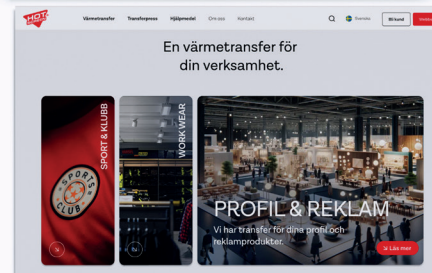 HOT
Värmetransfer
Transferpress
Hjälpmedel
Om oss
Kontakt
Svenska
Bli kund
En värmetransfer för
din verksamhet.
SPORT & KLUBB
SPORTS
CLUB
WORKWEAR
PROFIL & REKLAM
Vi har transfer för dina profil och
reklamprodukter.
Läs mer